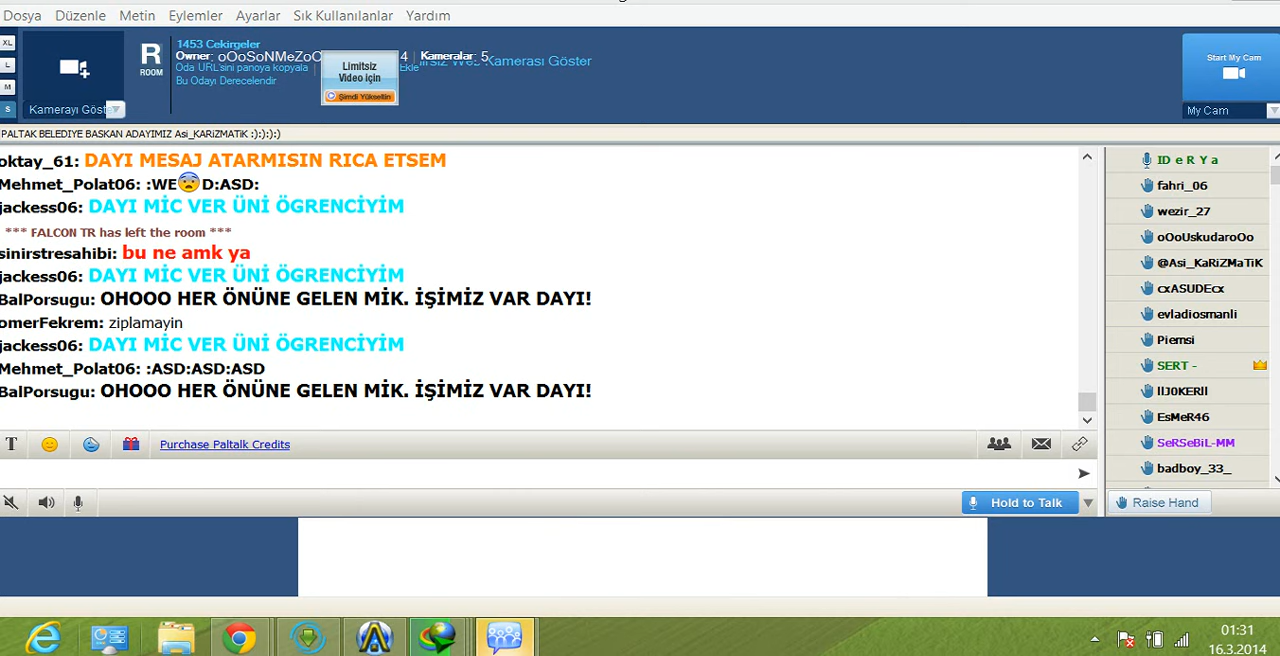 Dosya Düzenle Metin Eylemler Ayarlar Sık Kullanılanlar Yardım
XL
L
M
S
Kamerayı Göst
R
ROOM
1453 Cekirgeler
Owner: oOoSoNMeZoO 4 | Kameralar: 5
Oda URL'sini panoya kopyala | Ekle
Web Kamerası Göster
Bu Odayı Derecelendir
Limitsiz
Video için
Şimdi Yükseltin
Start My Cam
My Cam
PALTAK BELEDIYE BASKAN ADAYIMIZ Asi_KARiZMATiK :):):):)
oktay_61: DAYI MESAJ ATARMISIN RICA ETSEM
Mehmet_Polat06: :WE😨D:ASD:
jackess06: DAYI MİC VER ÜNİ ÖGRENCİYİM
*** FALCON TR has left the room ***
sinirstresahibi: bu ne amk ya
jackess06: DAYI MİC VER ÜNİ ÖGRENCİYİM
BalPorsugu: OHOOO HER ÖNÜNE GELEN MİK. İŞİMİZ VAR DAYI!
omerFekrem: ziplamayin
jackess06: DAYI MİC VER ÜNİ ÖGRENCİYİM
Mehmet_Polat06: :ASD:ASD:ASD
BalPorsugu: OHOOO HER ÖNÜNE GELEN MİK. İŞİMİZ VAR DAYI!
ID e R Y a
fahri_06
wezir_27
oOoUskudaroOo
@Asi_KaRiZMaTiK
cxASUDEcx
evladiosmanli
Piemsi
SERT -
llJ0KERll
EsMeR46
SeRSeBiL-MM
badboy_33_
T
Purchase Paltalk Credits
Hold to Talk
Raise Hand
01:31
16.3.2014